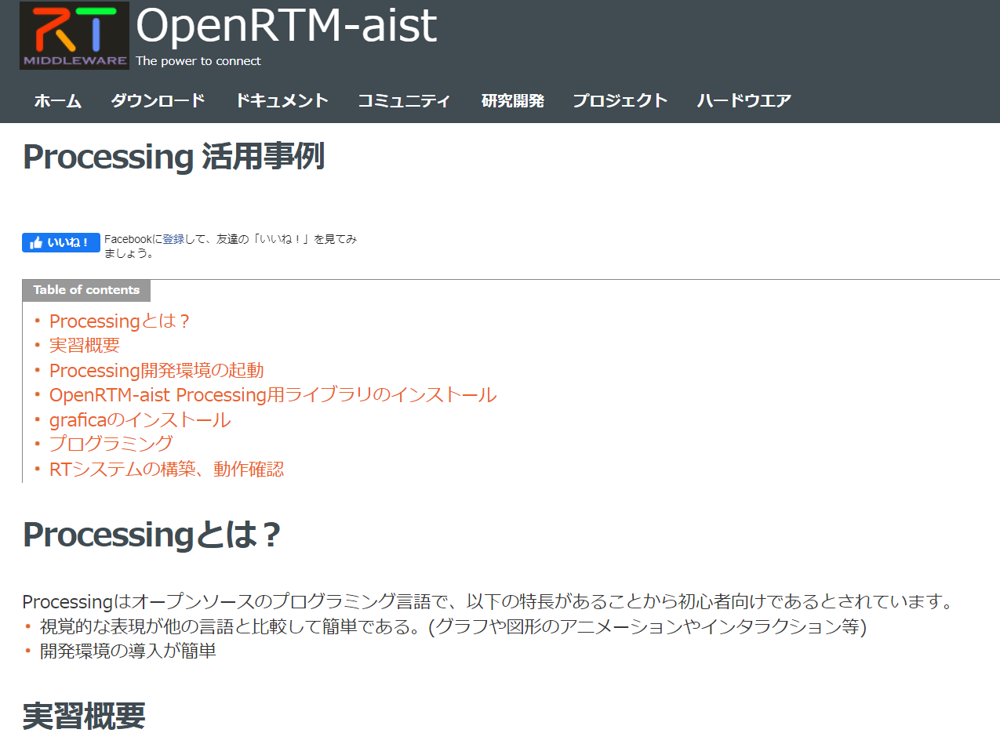 RT
MIDDLEWARE
OpenRTM-aist
The power to connect
ホーム ダウンロード ドキュメント コミュニティ 研究開発 プロジェクト ハードウエア
Processing 活用事例
いいね！
Facebookに登録して、友達の「いいね！」を見てみ
ましょう。
Table of contents
・ Processingとは？
・ 実習概要
・ Processing開発環境の起動
・ OpenRTM-aist Processing用ライブラリのインストール
・ graficaのインストール
・ プログラミング
・ RTシステムの構築、動作確認
Processingとは？
Processingはオープンソースのプログラミング言語で、以下の特長があることから初心者向けであるとされています。
・ 視覚的な表現が他の言語と比較して簡単である。(グラフや図形のアニメーションやインタラクション等)
・ 開発環境の導入が簡単
実習概要